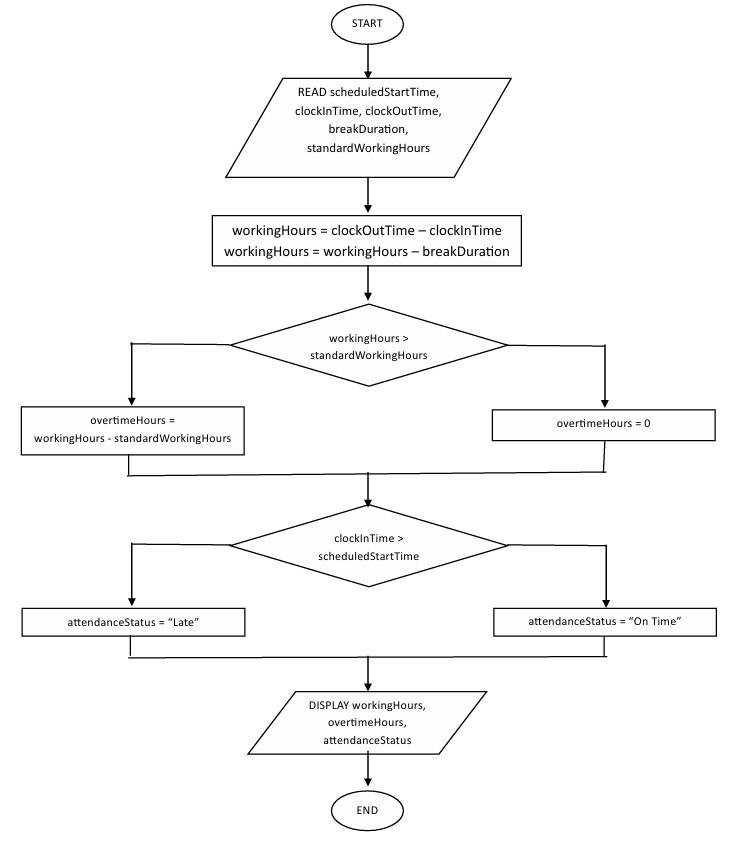 START
READ scheduledStartTime,
clockInTime, clockOutTime,
breakDuration,
standardWorkingHours
workingHours = clockOutTime – clockInTime
workingHours = workingHours – breakDuration
workingHours >
standardWorkingHours
overtimeHours =
workingHours - standardWorkingHours
overtimeHours = 0
clockInTime >
scheduledStartTime
attendanceStatus = “Late”
attendanceStatus = “On Time”
DISPLAY workingHours,
overtimeHours,
attendanceStatus
END